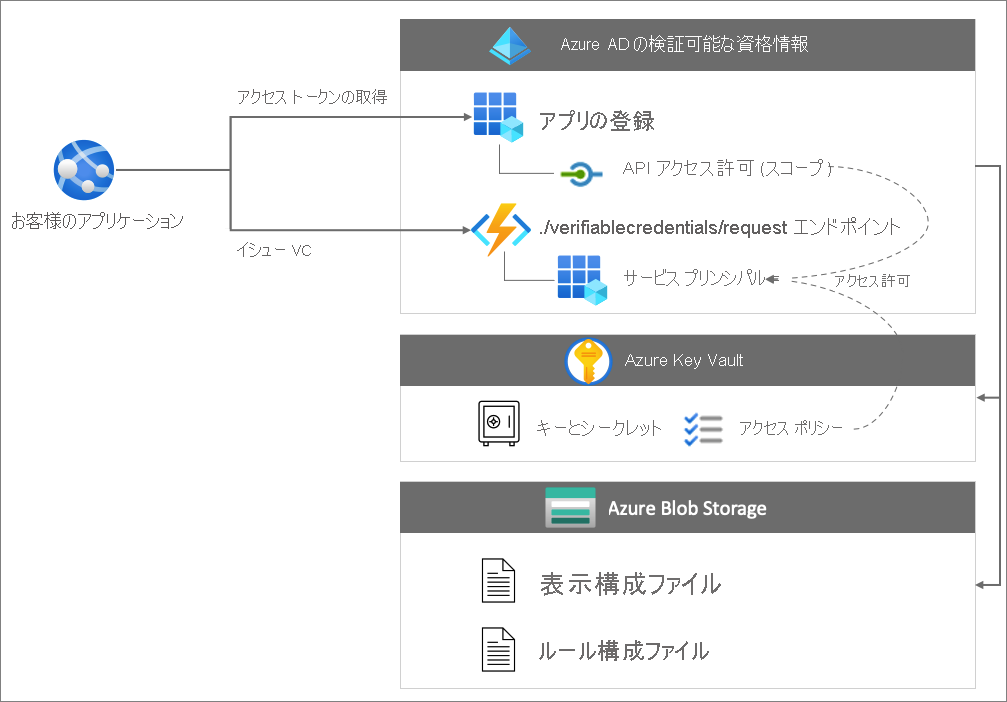 Azure ADの検証可能な資格情報
アクセス トークンの取得
アプリの登録
API アクセス許可 (スコープ)
お客様のアプリケーション
./verifiablecredentials/request エンドポイント
イシュー VC
サービス プリンシパル
アクセス許可
Azure Key Vault
キーとシークレット
アクセス ポリシー
Azure Blob Storage
表示構成ファイル
ルール構成ファイル